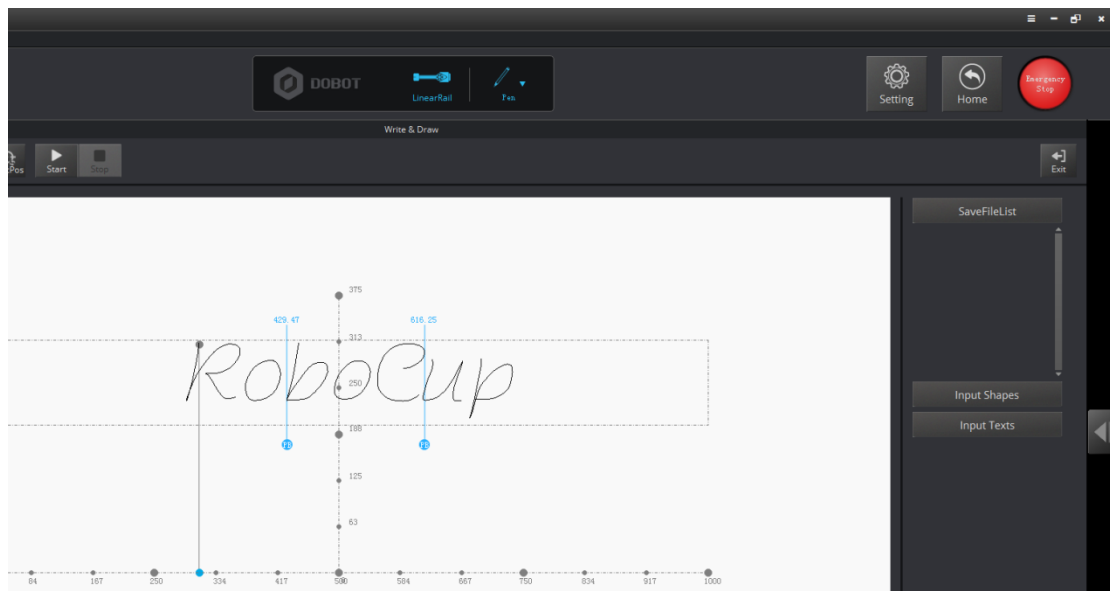 DOBOT
LinearRail
Pen
Setting
Home
Emergency
Stop
Write & Draw
Pos
Start
Stop
Exit
SaveFileList
375
429.47
616.25
313
RoboCup
250
188
125
63
84
167
250
334
417
500
584
667
750
834
917
1000
Input Shapes
Input Texts